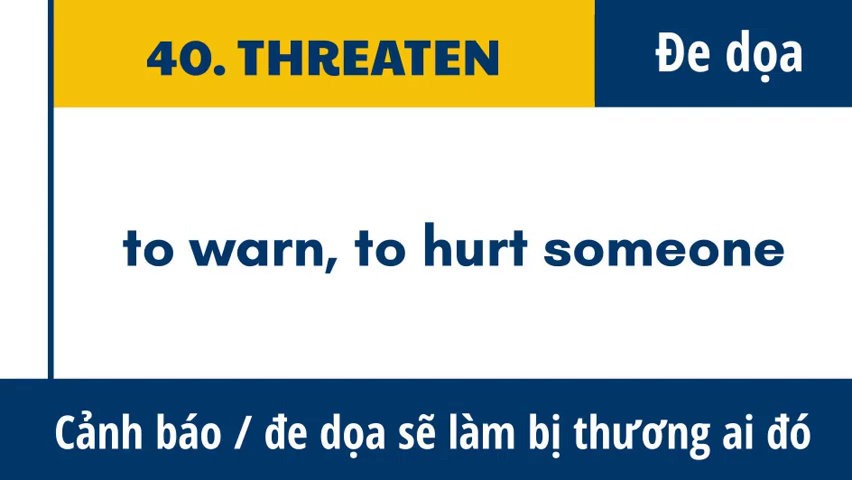 40. THREATEN
Đe dọa
to warn, to hurt someone
Cảnh báo / đe dọa sẽ làm bị thương ai đó